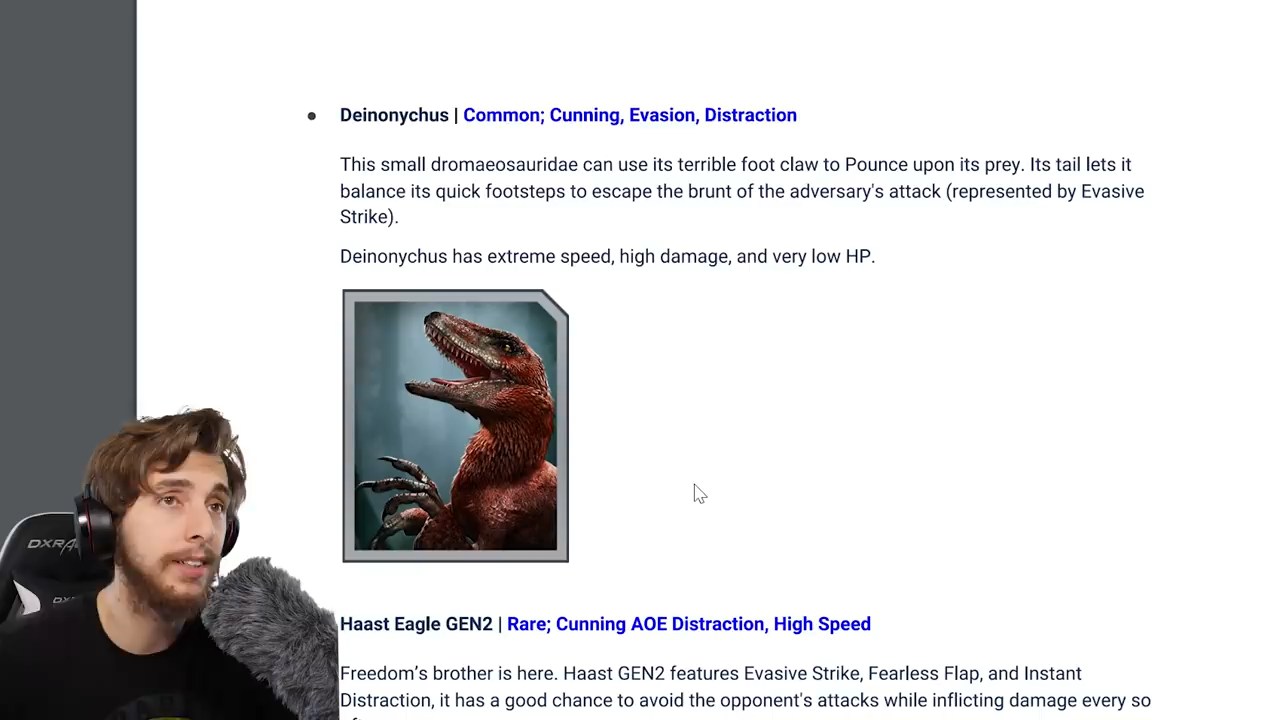 Deinonychus | Common; Cunning, Evasion, Distraction
This small dromaeosauridae can use its terrible foot claw to Pounce upon its prey. Its tail lets it
balance its quick footsteps to escape the brunt of the adversary's attack (represented by Evasive
Strike).
Deinonychus has extreme speed, high damage, and very low HP.
Haast Eagle GEN2 | Rare; Cunning AOE Distraction, High Speed
Freedom’s brother is here. Haast GEN2 features Evasive Strike, Fearless Flap, and Instant
Distraction, it has a good chance to avoid the opponent's attacks while inflicting damage every so